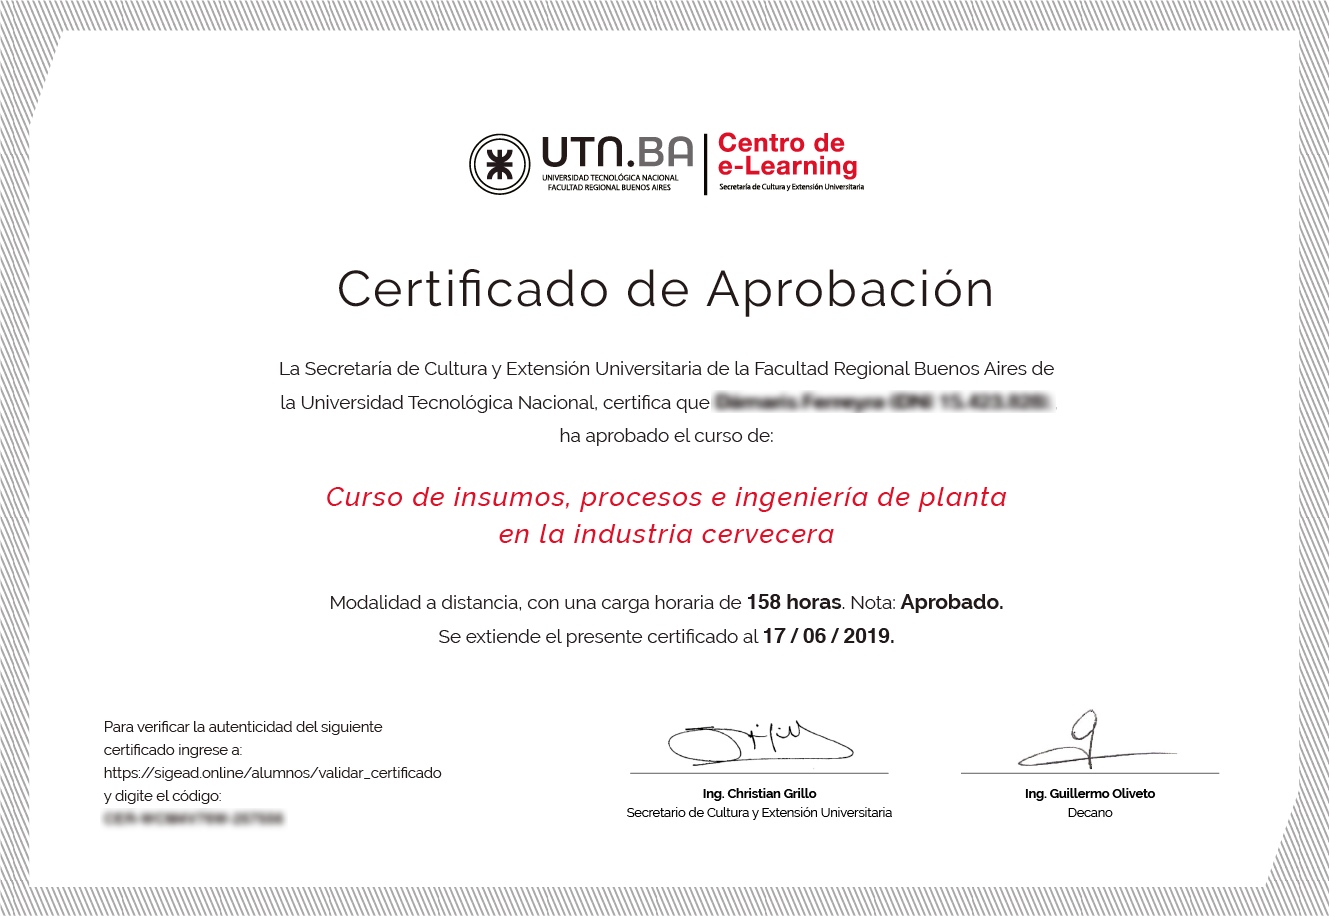 UTN.BA
UNIVERSIDAD TECNOLÓGICA NACIONAL
FACULTAD REGIONAL BUENOS AIRES
Centro de
e-Learning
Secretaría de Cultura y Extensión Universitaria
Certificado de Aprobación
La Secretaría de Cultura y Extensión Universitaria de la Facultad Regional Buenos Aires de
la Universidad Tecnológica Nacional, certifica que
ha aprobado el curso de:
Curso de insumos, procesos e ingeniería de planta
en la industria cervecera
Modalidad a distancia, con una carga horaria de 158 horas. Nota: Aprobado.
Se extiende el presente certificado al 17 / 06 / 2019.
Para verificar la autenticidad del siguiente
certificado ingrese a:
https://sigead.online/alumnos/validar_certificado
y digite el código:
Ing. Christian Grillo
Secretario de Cultura y Extensión Universitaria
Ing. Guillermo Oliveto
Decano